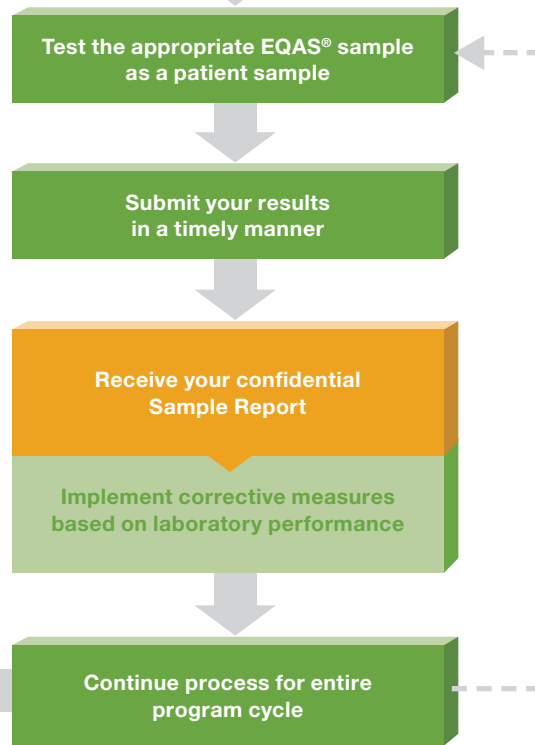 Test the appropriate EQAS® sample
as a patient sample
Submit your results
in a timely manner
Receive your confidential
Sample Report
Implement corrective measures
based on laboratory performance
Continue process for entire
program cycle